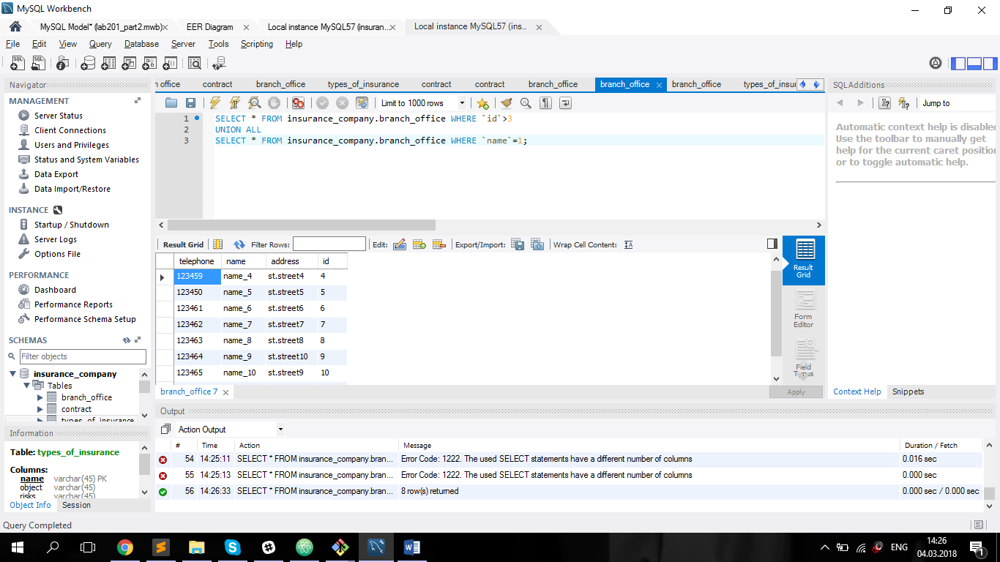 MySQL Workbench
MySQL Model* (lab201_part2.mwb)
EER Diagram
Local instance MySQL57 (insuran...
Local instance MySQL57 (ins...
File Edit View Query Database Server Tools Scripting Help
Navigator
MANAGEMENT
Server Status
Client Connections
Users and Privileges
Status and System Variables
Data Export
Data Import/Restore
INSTANCE
Startup / Shutdown
Server Logs
Options File
PERFORMANCE
Dashboard
Performance Reports
Performance Schema Setup
SCHEMAS
Filter objects
insurance_company
Tables
branch_office
contract
types_of_insurance
Information
Table: types_of_insurance
Columns:
name varchar(45) PK
object varchar(45)
risks varchar(45)
Object Info Session
Query Completed
h office contract branch_office types_of_insurance contract contract branch_office branch_office branch_office types_of_insur
Limit to 1000 rows
1 SELECT * FROM insurance_company.branch_office WHERE `id`>3
2 UNION ALL
3 SELECT * FROM insurance_company.branch_office WHERE `name`=1;
Result Grid Filter Rows: Edit: Export/Import: Wrap Cell Content:
telephone name address id
123459 name_4 st.street4 4
123450 name_5 st.street5 5
123461 name_6 st.street6 6
123462 name_7 st.street7 7
123463 name_8 st.street8 8
123464 name_9 st.street10 9
123465 name_10 st.street9 10
Result
Grid
Form
Editor
Field
Types
branch_office 7
Apply
SQLAdditions
Jump to
Automatic context help is disabled
Use the toolbar to manually get
help for the current caret position
or to toggle automatic help.
Context Help Snippets
Output
Action Output
# Time Action Message Duration / Fetch
54 14:25:11 SELECT * FROM insurance_company.bran... Error Code: 1222. The used SELECT statements have a different number of columns 0.016 sec
55 14:25:13 SELECT * FROM insurance_company.bran... Error Code: 1222. The used SELECT statements have a different number of columns 0.000 sec
56 14:26:33 SELECT * FROM insurance_company.bran... 8 row(s) returned 0.000 sec / 0.000 sec
ENG
14:26
04.03.2018
1